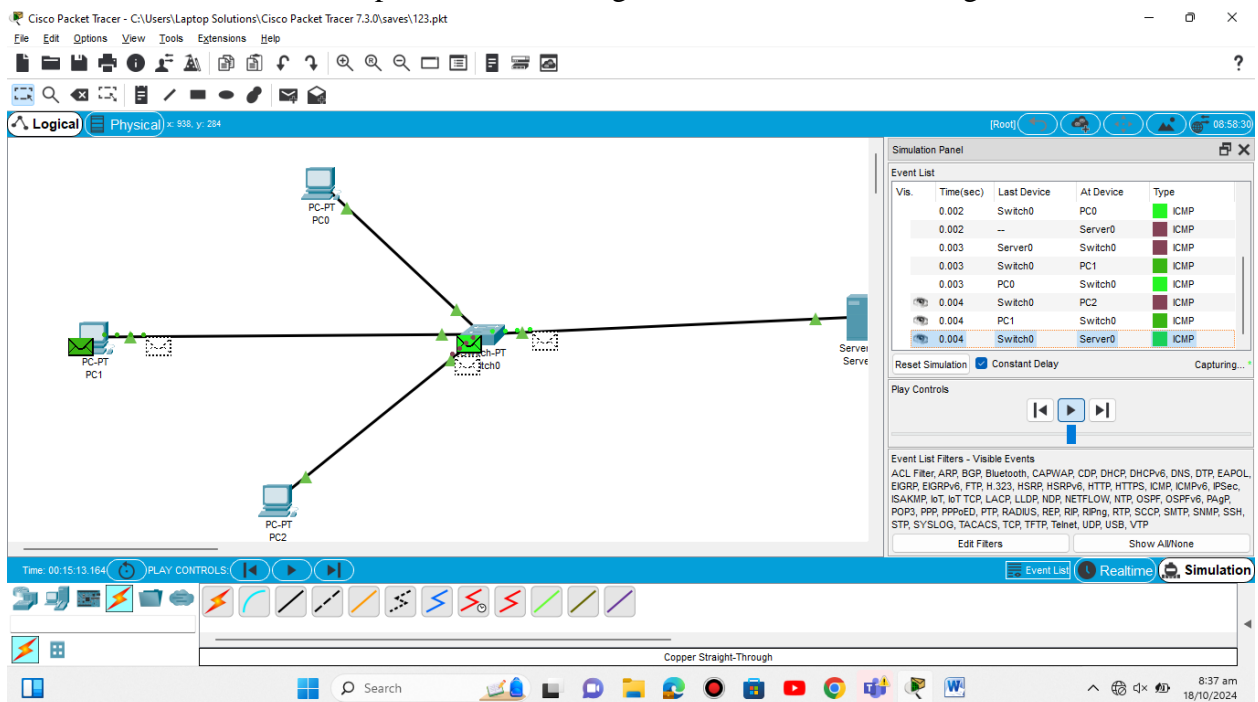 Cisco Packet Tracer - C:\Users\Laptop Solutions\Cisco Packet Tracer 7.3.0\saves\123.pkt
File Edit Options View Tools Extensions Help
Logical Physical x: 938, y: 284 [Root] 08:58:30
Simulation Panel
Event List
Vis. Time(sec) Last Device At Device Type
0.002 Switch0 PC0 ICMP
0.002 -- Server0 ICMP
0.003 Server0 Switch0 ICMP
0.003 Switch0 PC1 ICMP
0.003 PC0 Switch0 ICMP
0.004 Switch0 PC2 ICMP
0.004 PC1 Switch0 ICMP
0.004 Switch0 Server0 ICMP
Reset Simulation Constant Delay Capturing...
Play Controls
Event List Filters - Visible Events
ACL Filter, ARP, BGP, Bluetooth, CAPWAP, CDP, DHCP, DHCPv6, DNS, DTP, EAPOL,
EIGRP, EIGRPv6, FTP, H.323, HSRP, HSRPv6, HTTP, HTTPS, ICMP, ICMPv6, IPSec,
ISAKMP, IoT, IoT TCP, LACP, LLDP, NDP, NETFLOW, NTP, OSPF, OSPFv6, PAgP,
POP3, PPP, PPPoED, PTP, RADIUS, REP, RIP, RIPng, RTP, SCCP, SMTP, SNMP, SSH,
STP, SYSLOG, TACACS, TCP, TFTP, Telnet, UDP, USB, VTP
Edit Filters Show All/None
PC-PT
PC0
PC-PT
PC1
ch-PT
tch0
Server
Serve
PC-PT
PC2
Time: 00:15:13.164 PLAY CONTROLS: Event List Realtime Simulation
Copper Straight-Through
Search
8:37 am
18/10/2024